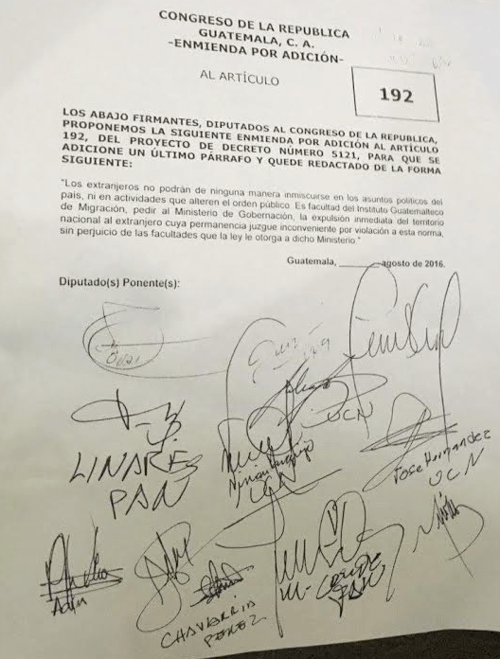 CONGRESO DE LA REPUBLICA
GUATEMALA, C. A.
-ENMIENDA POR ADICIÓN-
AL ARTÍCULO
192
LOS ABAJO FIRMANTES, DIPUTADOS AL CONGRESO DE LA REPUBLICA,
PROPONEMOS LA SIGUIENTE ENMIENDA POR ADICIÓN AL ARTÍCULO
192, DEL PROYECTO DE DECRETO NÚMERO 5121, PARA QUE SE
ADICIONE UN ÚLTIMO PÁRRAFO Y QUEDE REDACTADO DE LA FORMA
SIGUIENTE:
"Los extranjeros no podrán de ninguna manera inmiscuirse en los asuntos políticos del
país, ni en actividades que alteren el orden público. Es facultad del Instituto Guatemalteco
de Migración, pedir al Ministerio de Gobernación, la expulsión inmediata del territorio
nacional al extranjero cuya permanencia juzgue inconveniente por violación a esta norma,
sin perjuicio de las facultades que la ley le otorga a dicho Ministerio."
Guatemala, ______agosto de 2016.
Diputado(s) Ponente(s):
UCN
LINARES
PAN
UCN
Jose Hernandez
UCN
CHAVARRIA
PEREZ
PAN